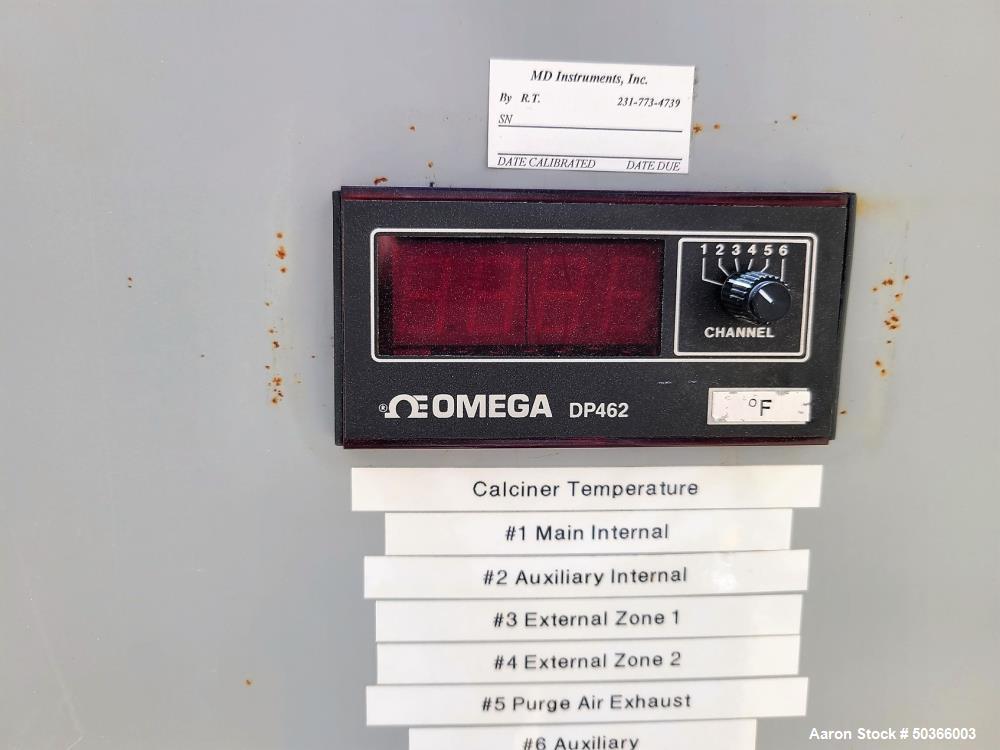 MD Instruments, Inc.
By R.T. 231-773-4739
SN
DATE CALIBRATED DATE DUE
1 2 3 4 5 6
CHANNEL
® OMEGA DP462
°F
Calciner Temperature
#1 Main Internal
#2 Auxiliary Internal
#3 External Zone 1
#4 External Zone 2
#5 Purge Air Exhaust
#6 Auxiliary
Aaron Stock # 50366003